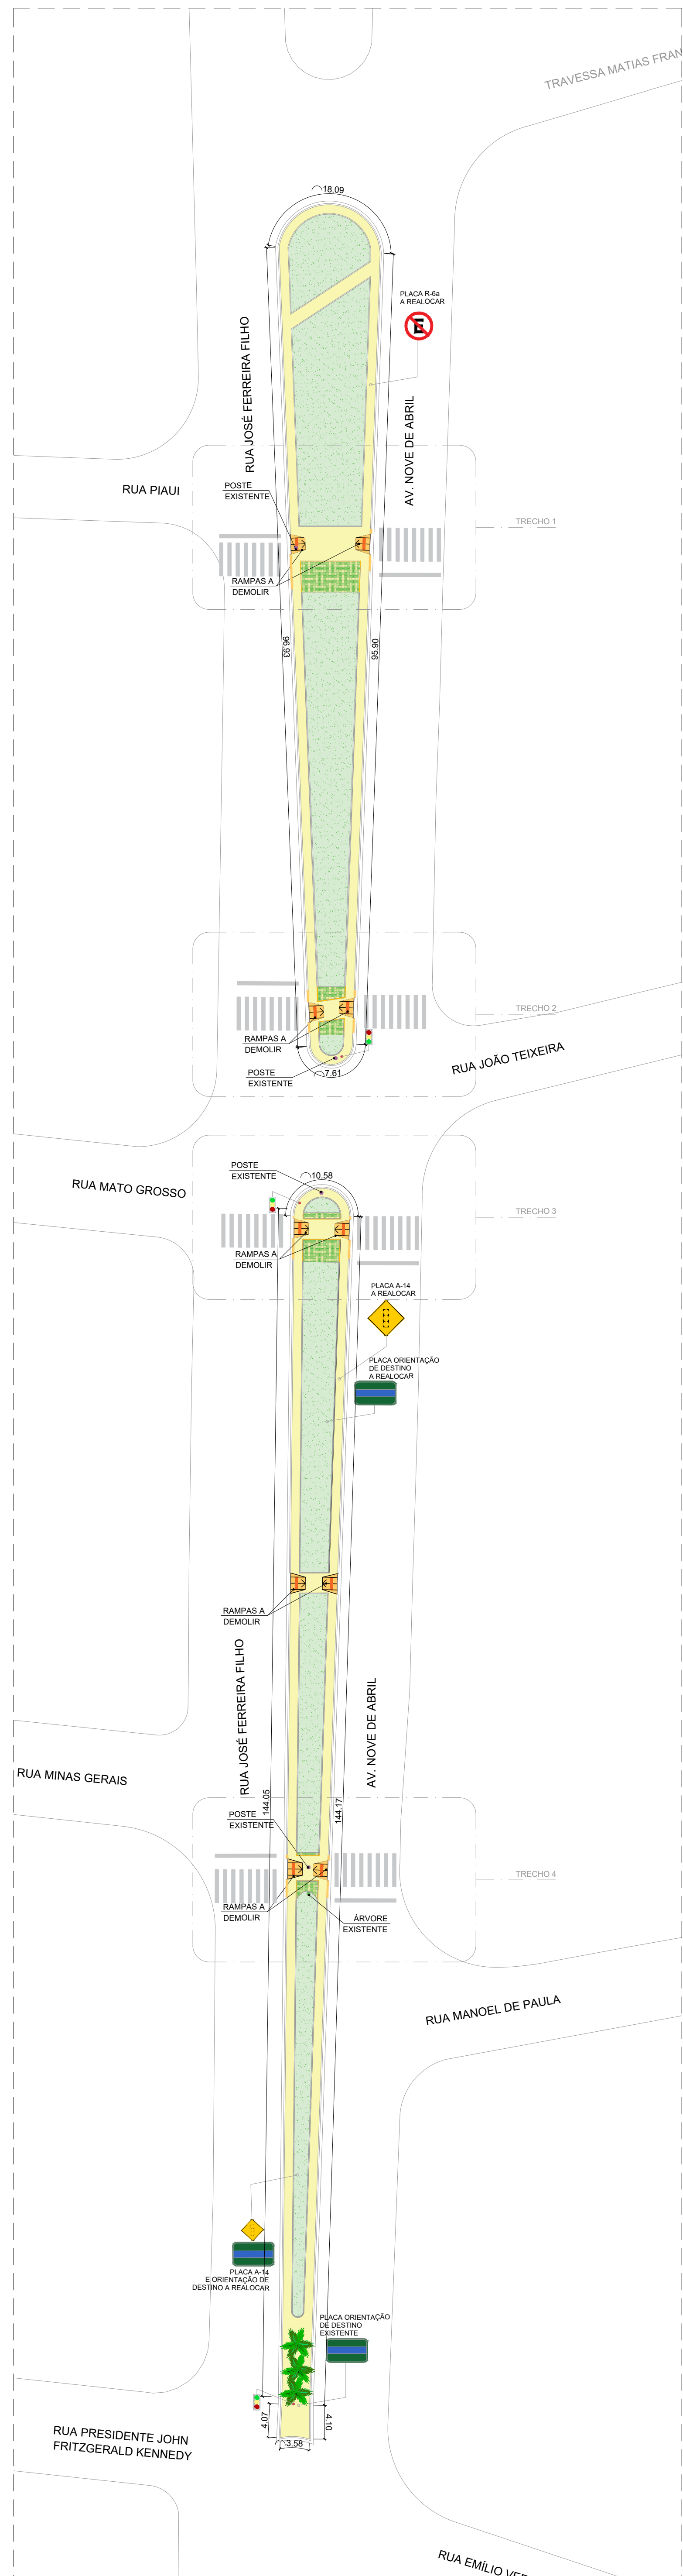 TRAVESSA MATIAS FRAN
18.09
PLACA R-6a
A REALOCAR
E
RUA JOSÉ FERREIRA FILHO
AV. NOVE DE ABRIL
RUA PIAUI
POSTE
EXISTENTE
TRECHO 1
RAMPAS A
DEMOLIR
96.93
95.90
TRECHO 2
RAMPAS A
DEMOLIR
RUA JOÃO TEIXEIRA
POSTE
EXISTENTE
7.61
POSTE
EXISTENTE
10.58
RUA MATO GROSSO
TRECHO 3
RAMPAS A
DEMOLIR
PLACA A-14
A REALOCAR
PLACA ORIENTAÇÃO
DE DESTINO
A REALOCAR
RAMPAS A
DEMOLIR
RUA JOSÉ FERREIRA FILHO
AV. NOVE DE ABRIL
RUA MINAS GERAIS
144.05
144.17
POSTE
EXISTENTE
TRECHO 4
RAMPAS A
DEMOLIR
ÁRVORE
EXISTENTE
RUA MANOEL DE PAULA
PLACA A-14
E ORIENTAÇÃO DE
DESTINO A REALOCAR
PLACA ORIENTAÇÃO
DE DESTINO
EXISTENTE
4.07
4.10
3.58
RUA PRESIDENTE JOHN
FRITZGERALD KENNEDY
RUA EMÍLIO